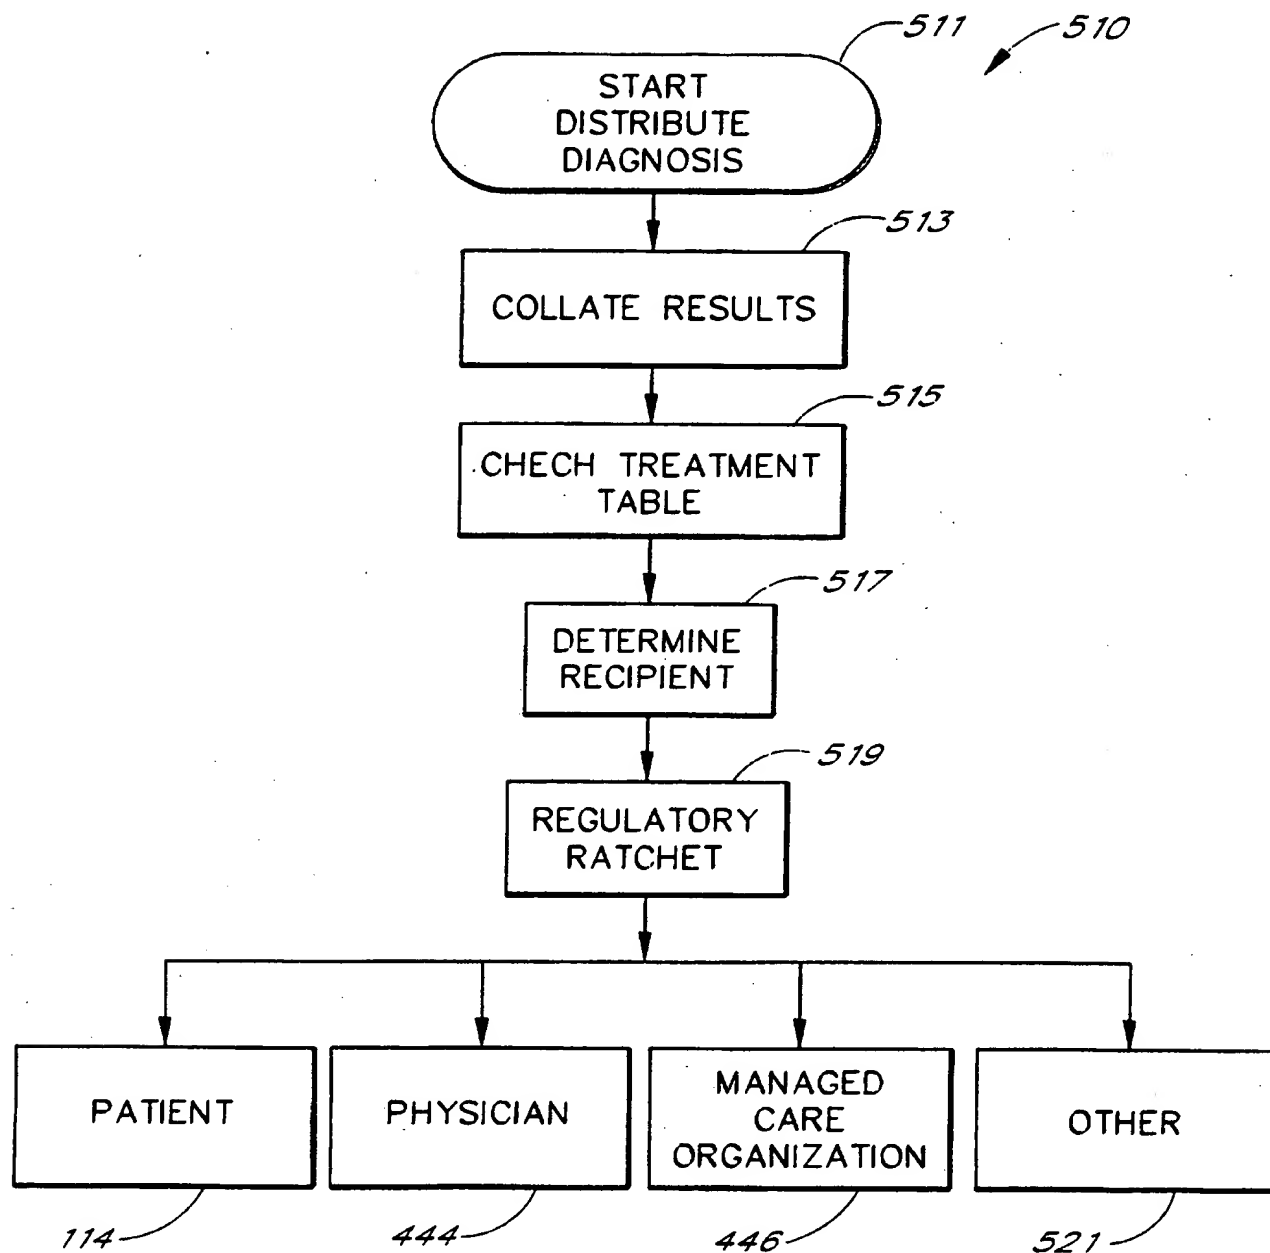 511
510
START
DISTRIBUTE
DIAGNOSIS
513
COLLATE RESULTS
515
CHECH TREATMENT
TABLE
517
DETERMINE
RECIPIENT
519
REGULATORY
RATCHET
PATIENT
PHYSICIAN
MANAGED
CARE
ORGANIZATION
OTHER
114
444
446
521